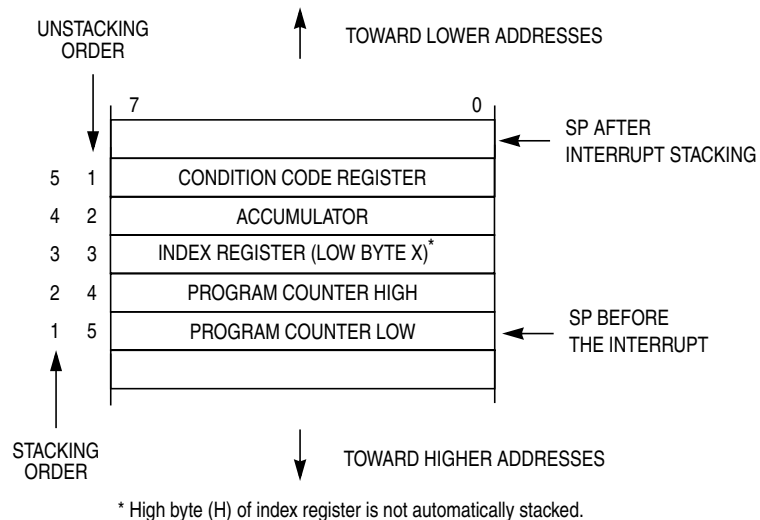 UNSTACKING
ORDER
TOWARD LOWER ADDRESSES
7 0
SP AFTER
INTERRUPT STACKING
5 1 CONDITION CODE REGISTER
4 2 ACCUMULATOR
3 3 INDEX REGISTER (LOW BYTE X)*
2 4 PROGRAM COUNTER HIGH
1 5 PROGRAM COUNTER LOW
SP BEFORE
THE INTERRUPT
STACKING
ORDER
TOWARD HIGHER ADDRESSES
* High byte (H) of index register is not automatically stacked.